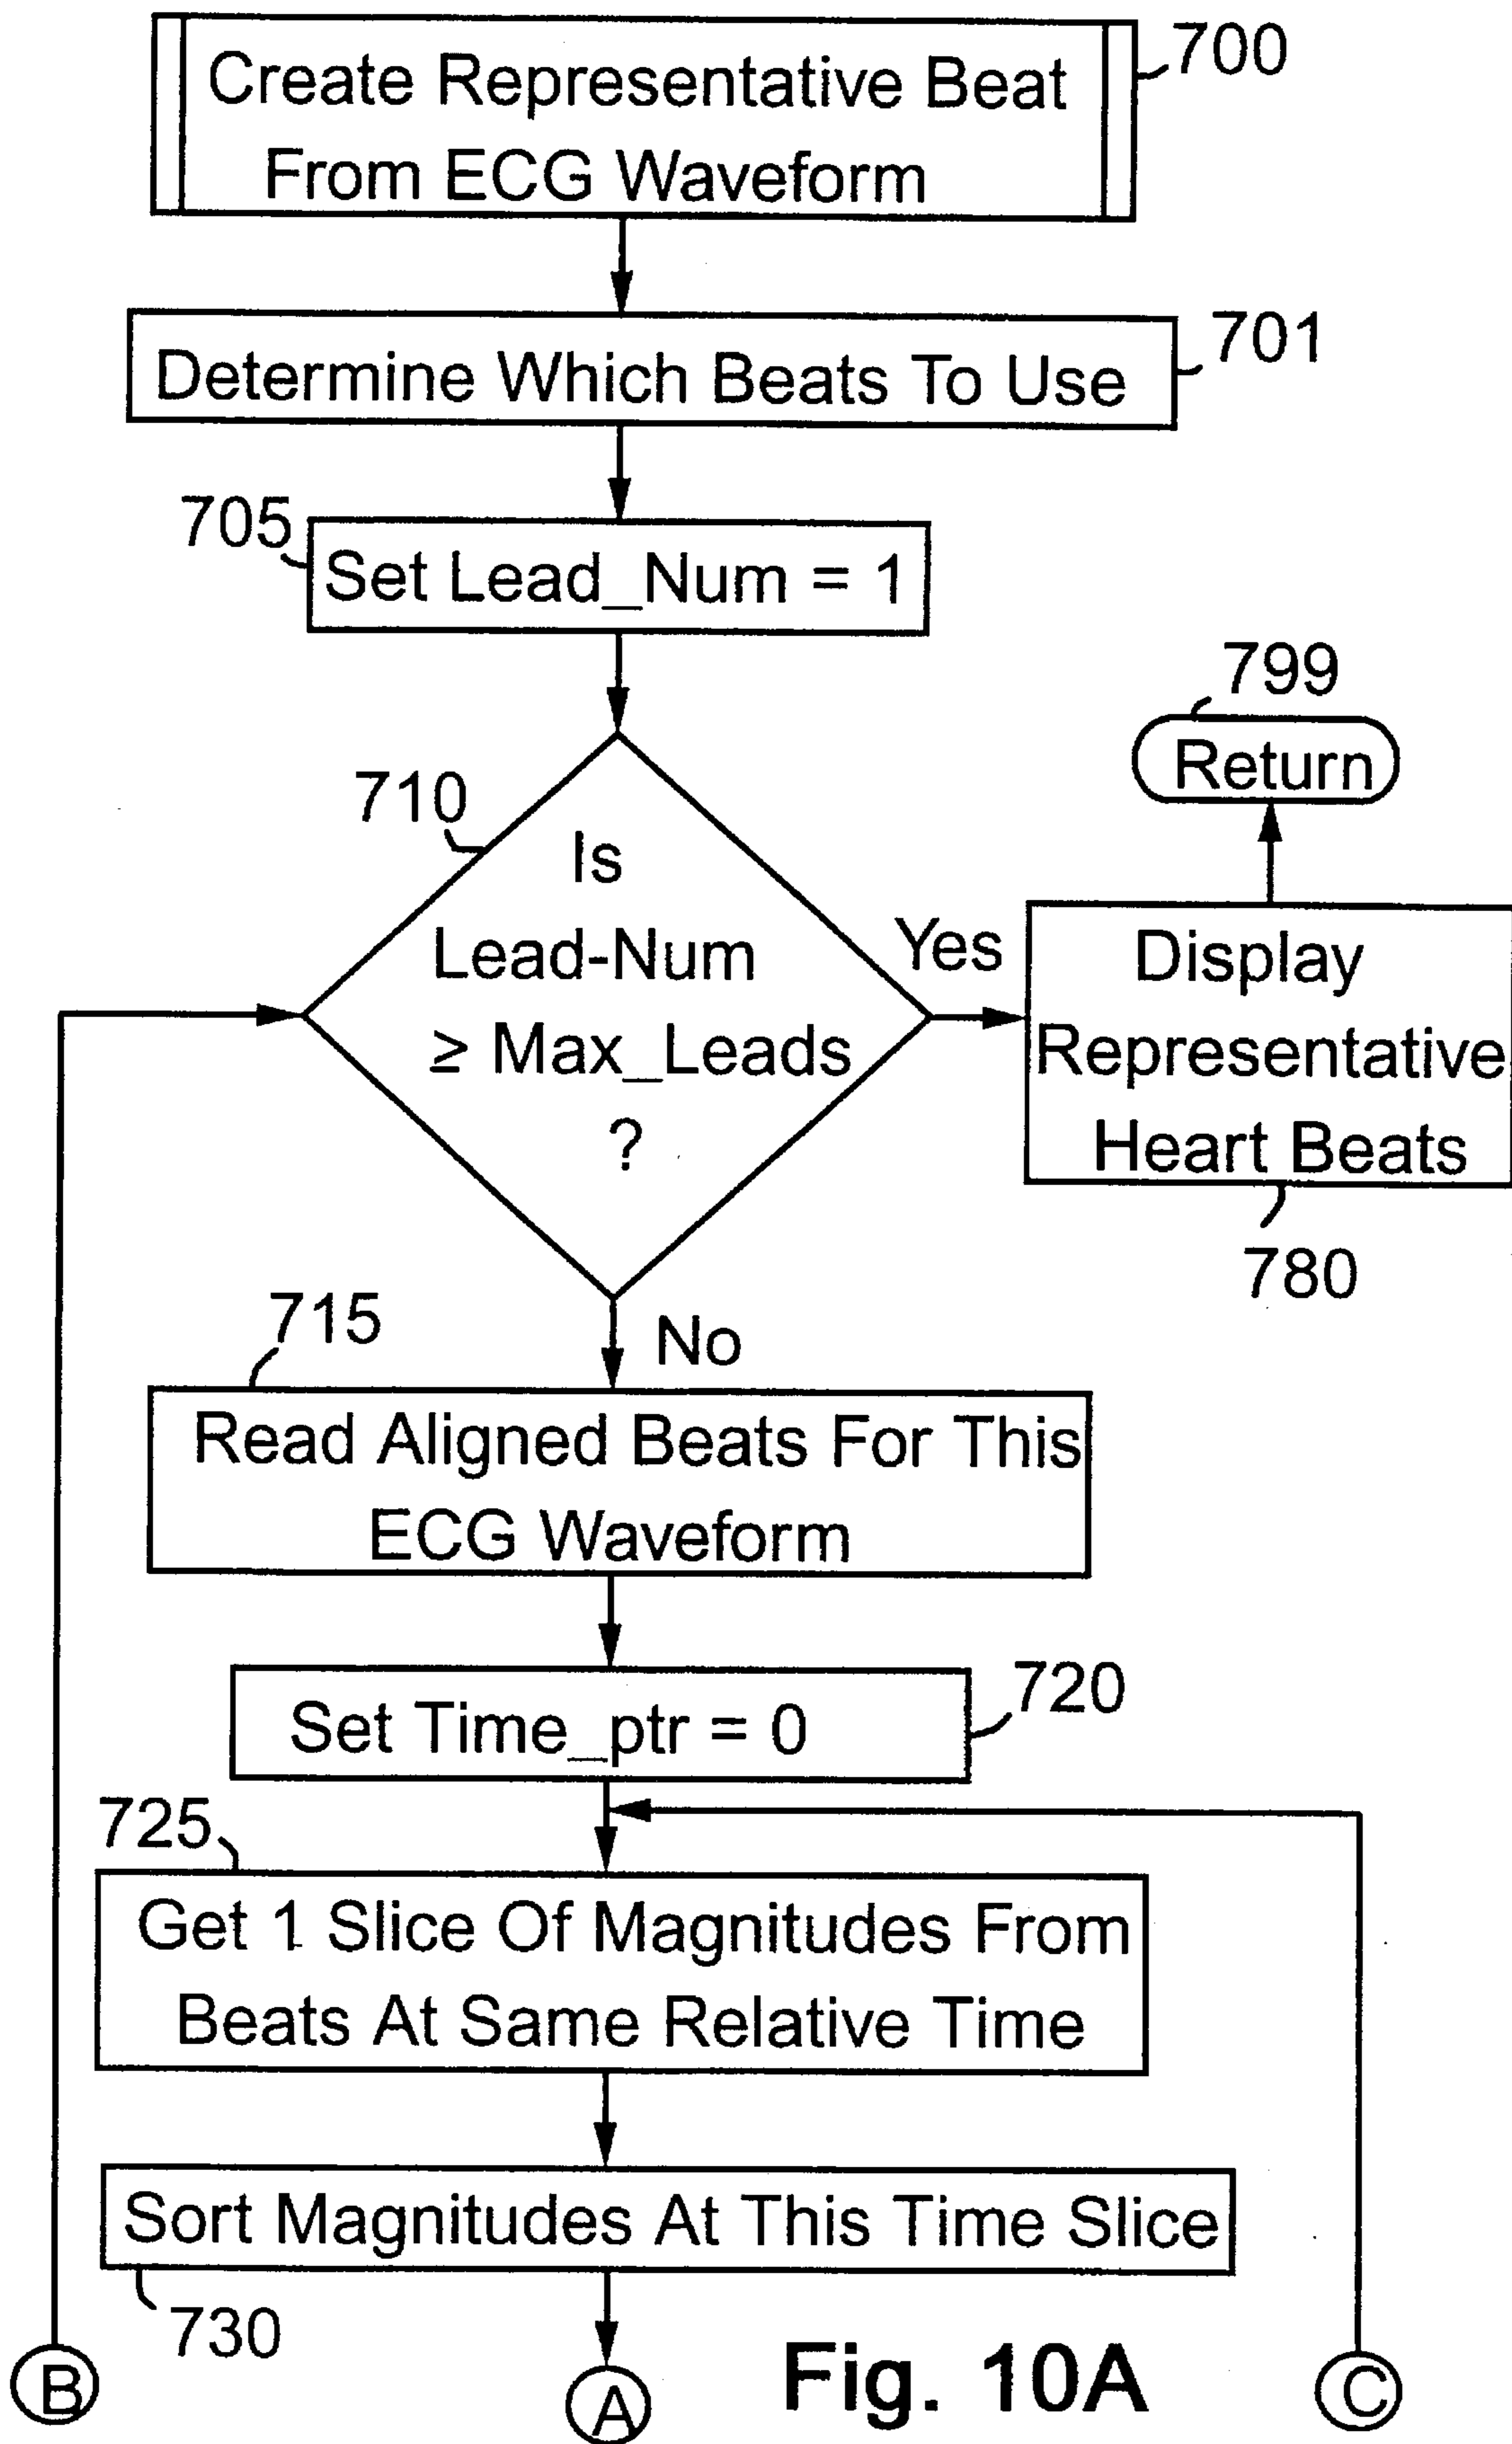 700
Create Representative Beat
From ECG Waveform
701
Determine Which Beats To Use
705
Set Lead_Num = 1
799
Return
710
Is
Lead-Num
≥ Max_Leads
?
Yes
Display
Representative
Heart Beats
780
No
715
Read Aligned Beats For This
ECG Waveform
720
Set Time_ptr = 0
725
Get 1 Slice Of Magnitudes From
Beats At Same Relative Time
Sort Magnitudes At This Time Slice
730
B
A
Fig. 10A
C